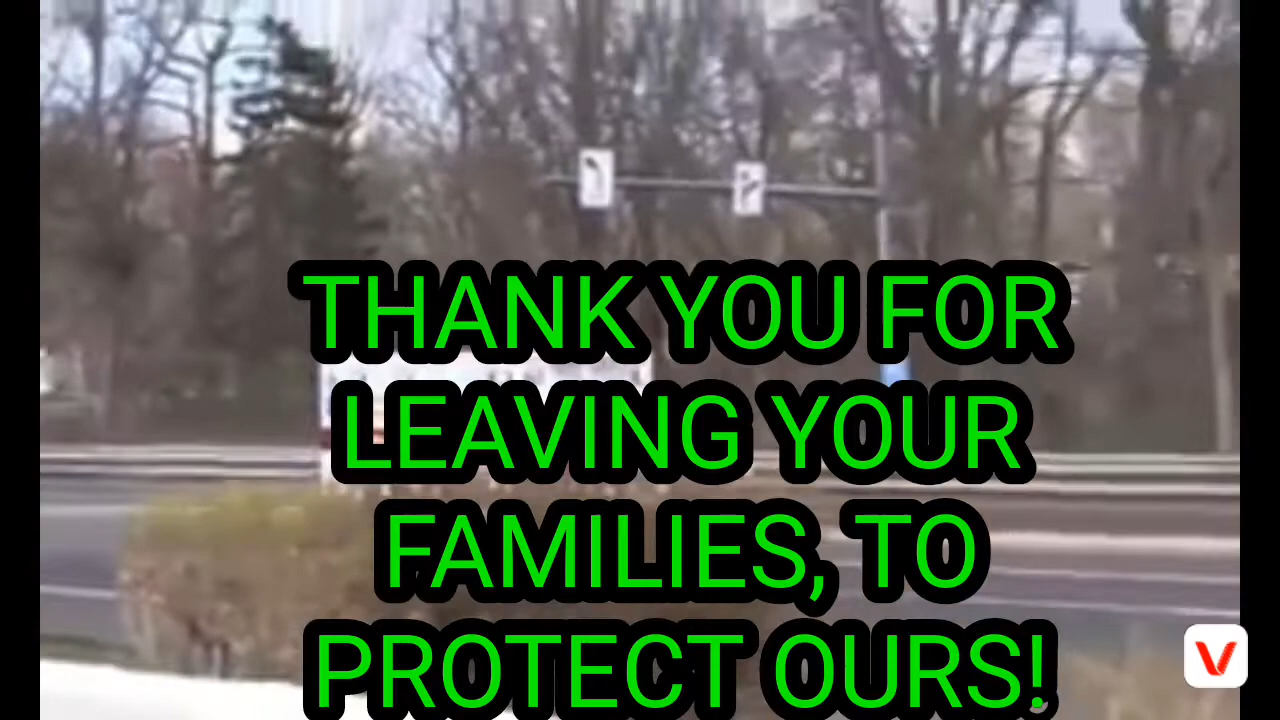 THANK YOU FOR
LEAVING YOUR
FAMILIES, TO
PROTECT OURS!